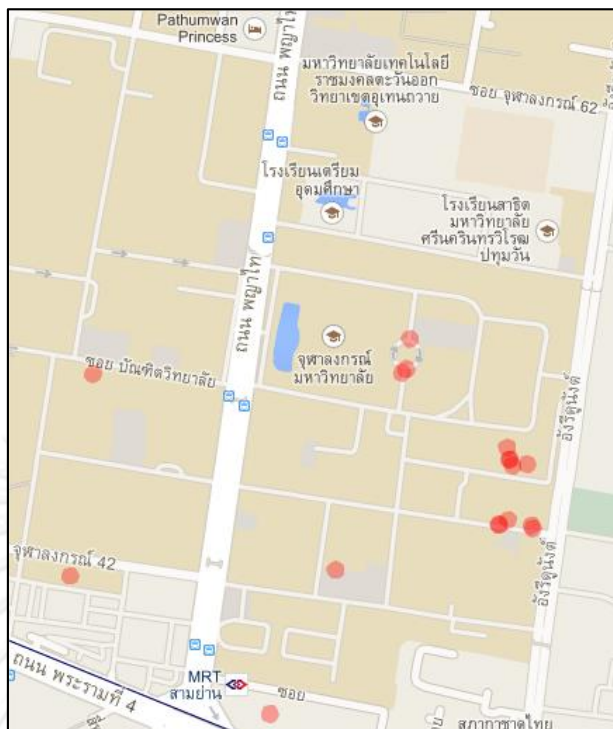 Pathumwan
Princess
ถนน พญาไท
มหาวิทยาลัยเทคโนโลยี
ราชมงคลตะวันออก
วิทยาเขตอุเทนถวาย
ซอย จุฬาลงกรณ์ 62
โรงเรียนเตรียม
อุดมศึกษา
โรงเรียนสาธิต
มหาวิทยาลัย
ศรีนครินทรวิโรฒ
ปทุมวัน
ถนน พญาไท
จุฬาลงกรณ์
มหาวิทยาลัย
ซอย บัณฑิตวิทยาลัย
อังรีดูนังต์
จุฬาลงกรณ์ 42
อังรีดูนังต์
MRT
สามย่าน
ถนน พระรามที่ 4
ซอย
สภากาชาดไทย